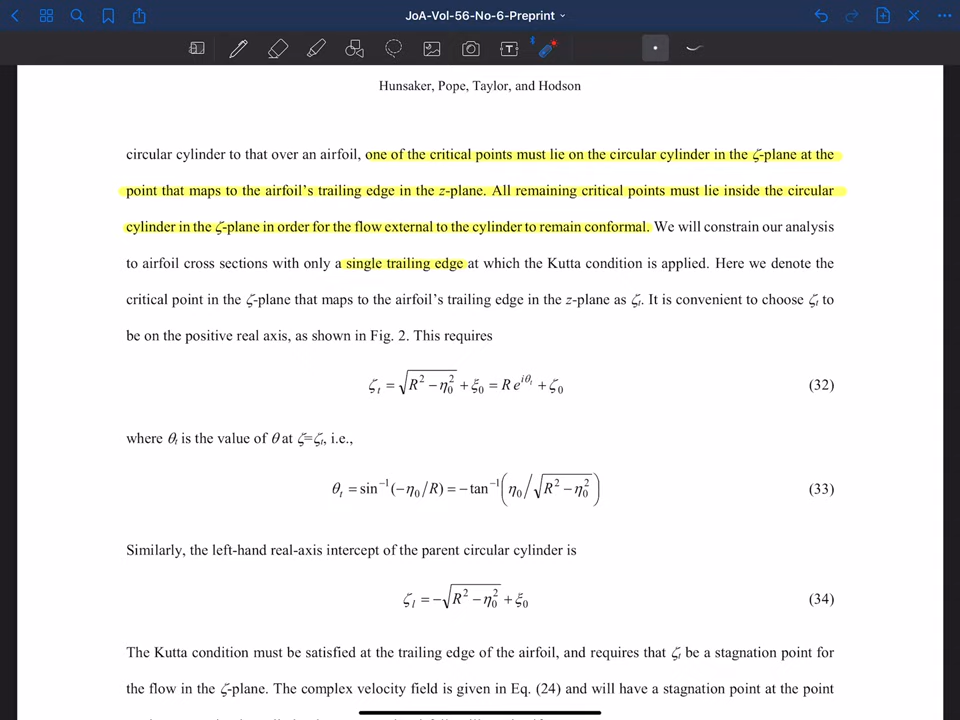 JoA-Vol-56-No-6-Preprint
T
Hunsaker, Pope, Taylor, and Hodson
circular cylinder to that over an airfoil, one of the critical points must lie on the circular cylinder in the ζ-plane at the
point that maps to the airfoil's trailing edge in the z-plane. All remaining critical points must lie inside the circular
cylinder in the ζ-plane in order for the flow external to the cylinder to remain conformal. We will constrain our analysis
to airfoil cross sections with only a single trailing edge at which the Kutta condition is applied. Here we denote the
critical point in the ζ-plane that maps to the airfoil's trailing edge in the z-plane as ζt. It is convenient to choose ζt to
be on the positive real axis, as shown in Fig. 2. This requires
ζt = √(R² − η0²) + ξ0 = R e^{iθt} + ζ0 (32)
where θt is the value of θ at ζ=ζt, i.e.,
θt = sin⁻¹(−η0/R) = −tan⁻¹(η0/√(R² − η0²)) (33)
Similarly, the left-hand real-axis intercept of the parent circular cylinder is
ζl = −√(R² − η0²) + ξ0 (34)
The Kutta condition must be satisfied at the trailing edge of the airfoil, and requires that ζt be a stagnation point for
the flow in the ζ-plane. The complex velocity field is given in Eq. (24) and will have a stagnation point at the point